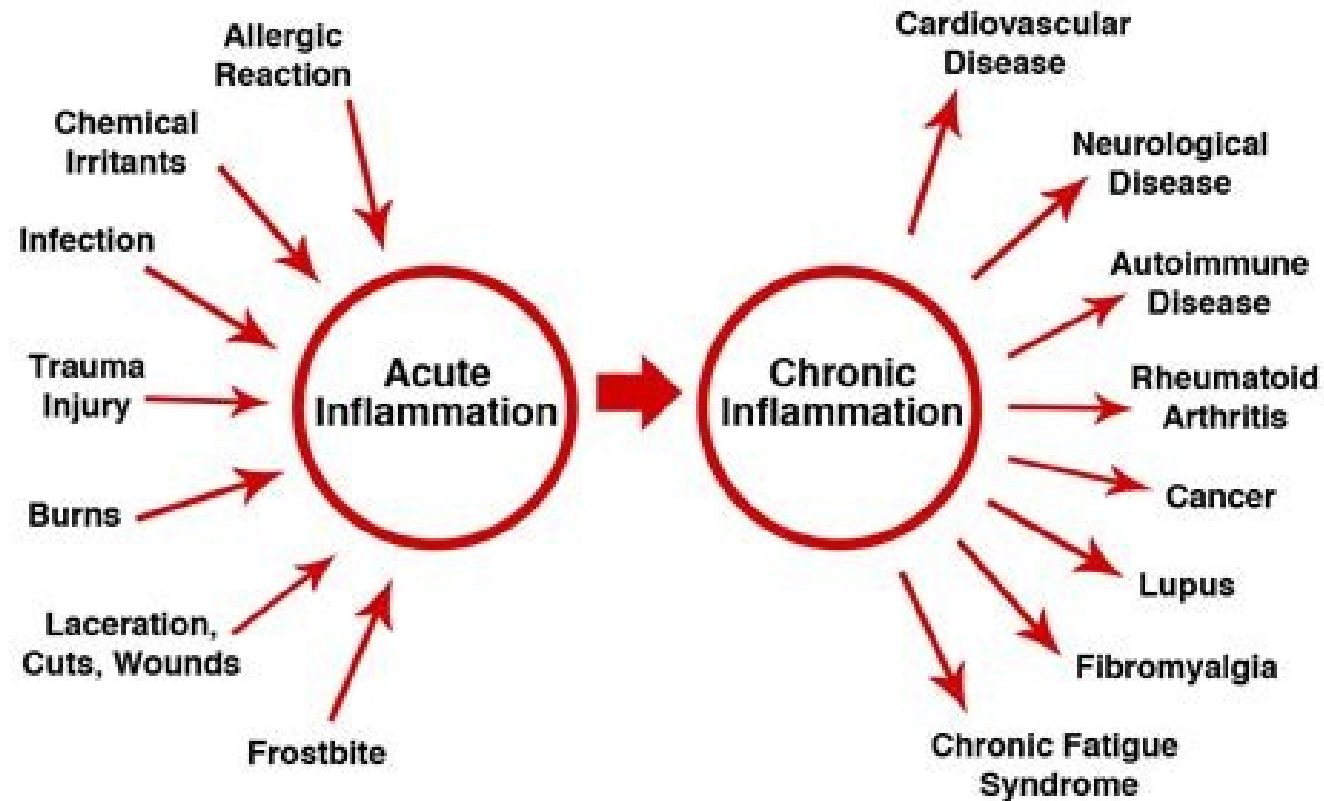 Allergic
Reaction
Chemical
Irritants
Infection
Trauma
Injury
Burns
Laceration,
Cuts, Wounds
Frostbite
Acute
Inflammation
Chronic
Inflammation
Cardiovascular
Disease
Neurological
Disease
Autoimmune
Disease
Rheumatoid
Arthritis
Cancer
Lupus
Fibromyalgia
Chronic Fatigue
Syndrome